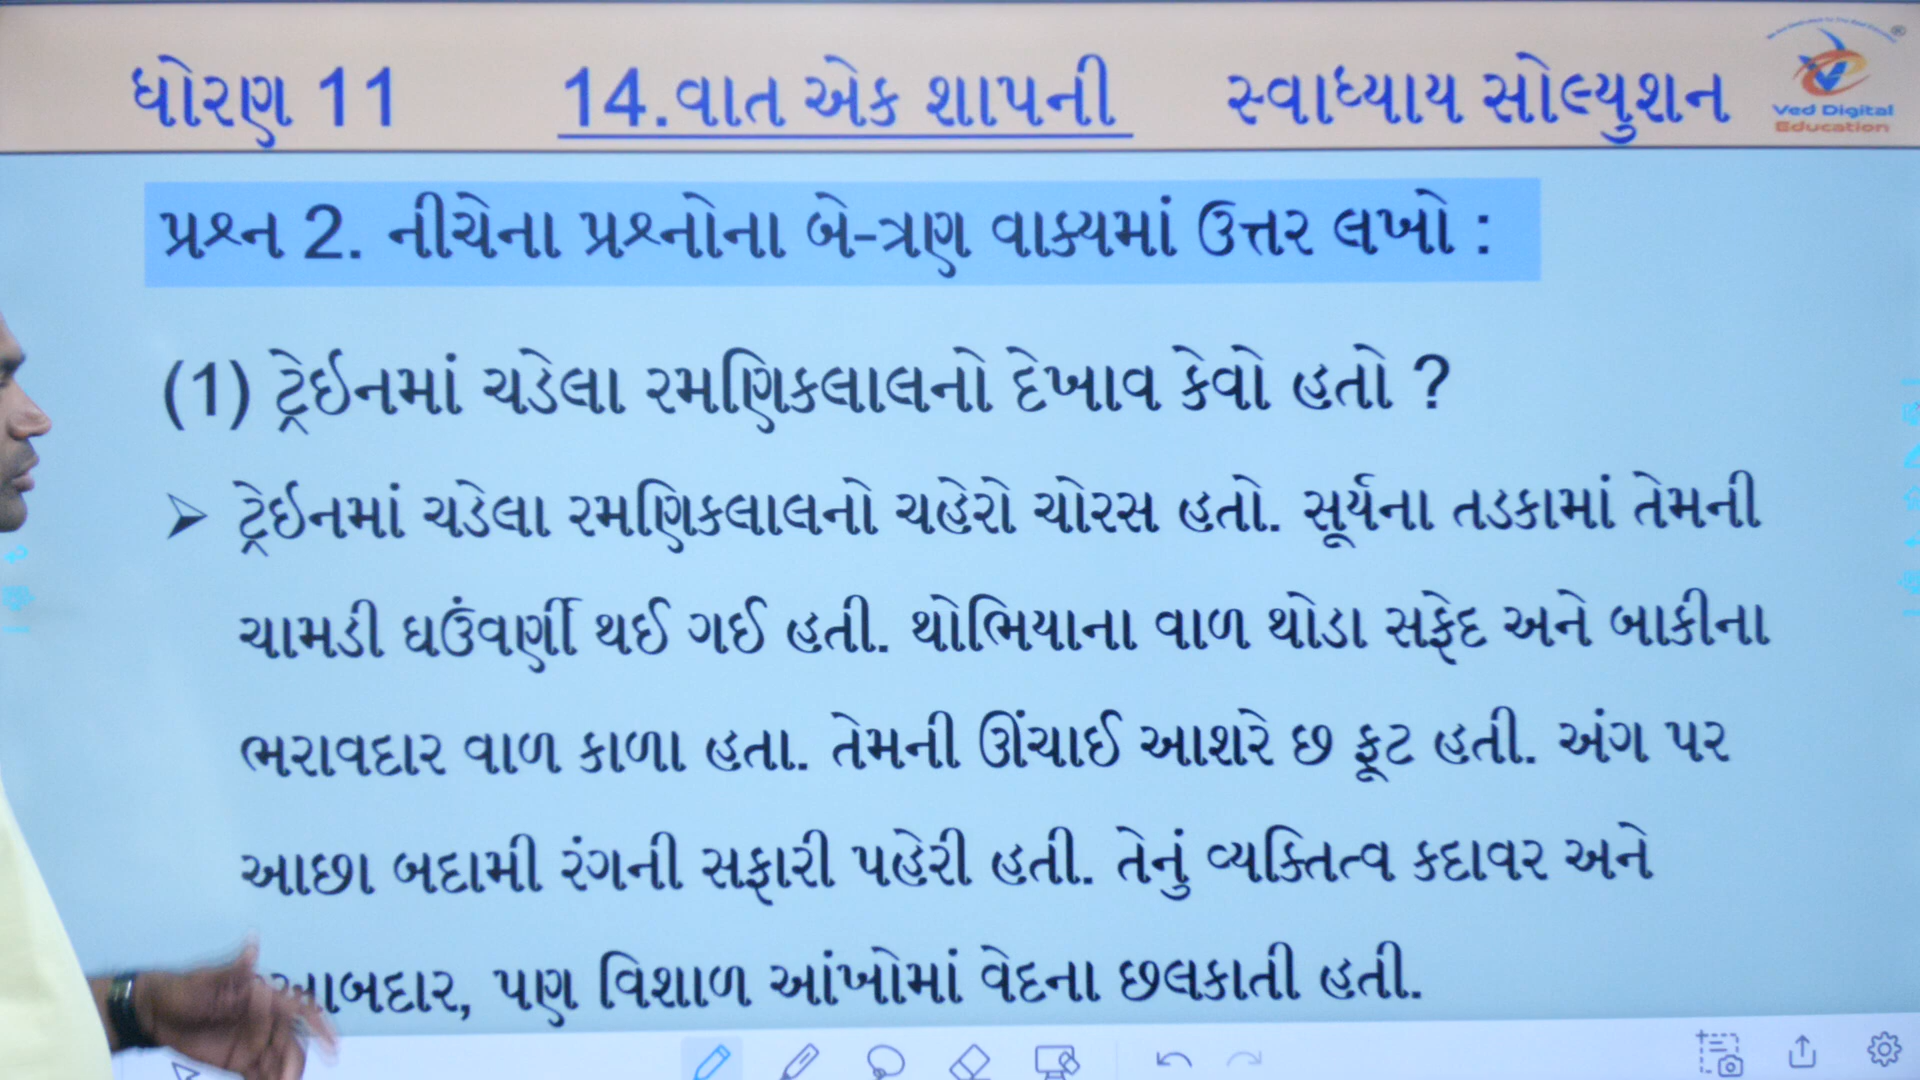 ધોરણ 11 14.વાત એક શાપની સ્વાધ્યાય સોલ્યુશન
Ved Digital
Education
પ્રશ્ન 2. નીચેના પ્રશ્નોના બે-ત્રણ વાક્યમાં ઉત્તર લખો :
(1) ટ્રેઇનમાં ચડેલા રમણિકલાલનો દેખાવ કેવો હતો ?
➢ ટ્રેઈનમાં ચડેલા રમણિકલાલનો ચહેરો ચોરસ હતો. સૂર્યના તડકામાં તેમની
ચામડી ઘઉંવર્ણી થઈ ગઈ હતી. થોભિયાના વાળ થોડા સફેદ અને બાકીના
ભરાવદાર વાળ કાળા હતા. તેમની ઊંચાઈ આશરે છ ફૂટ હતી. અંગ પર
આછા બદામી રંગની સફારી પહેરી હતી. તેનું વ્યક્તિત્વ કદાવર અને
આબદાર, પણ વિશાળ આંખોમાં વેદના છલકાતી હતી.